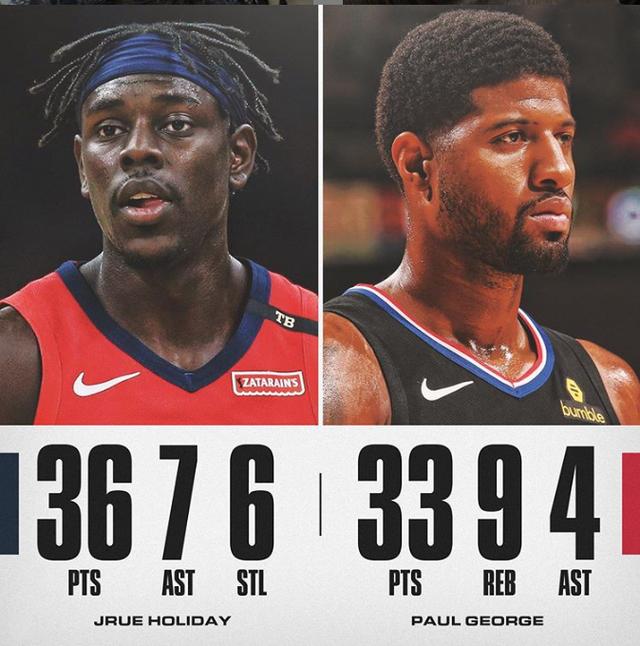 TB
ZATARAIN'S
bumble
36 7 6
PTS AST STL
JRUE HOLIDAY
33 9 4
PTS REB AST
PAUL GEORGE